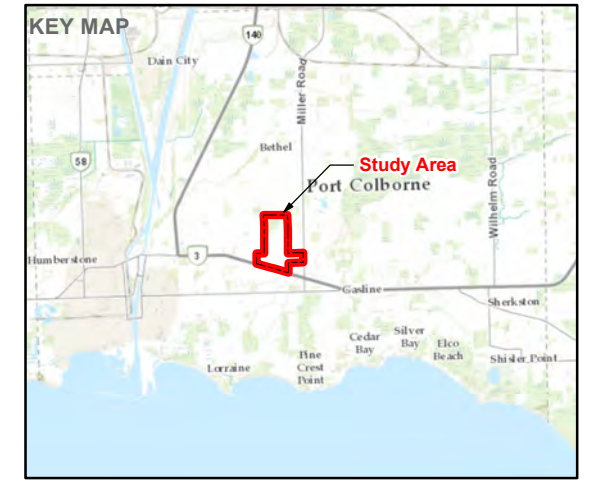 KEY MAP
140
Dain City
Miller Road
Bethel
58
Study Area
Port Colborne
Wilhelm Road
Humberstone
3
Gasline
Sherkston
Cedar
Bay
Silver
Bay
Elco
Beach
Shisler Point
Lorraine
Pine
Crest
Point